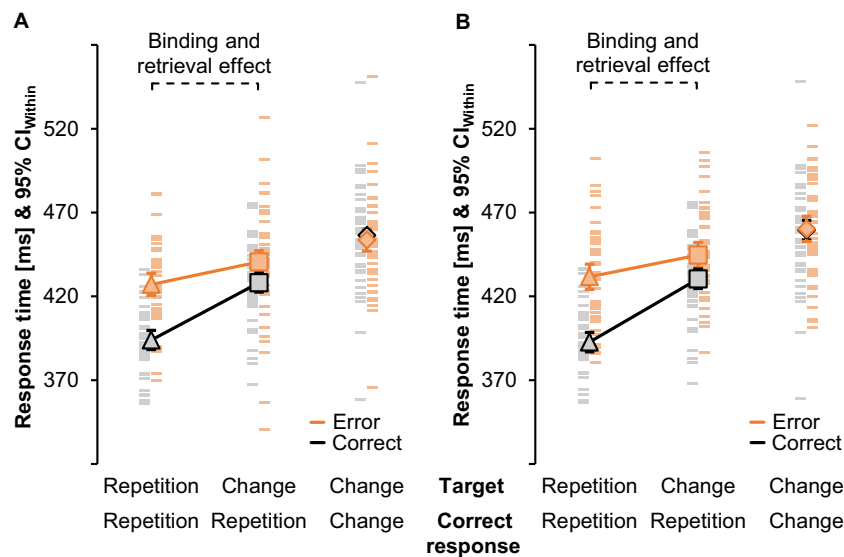 A
B
Binding and
retrieval effect
Binding and
retrieval effect
Response time [ms] & 95% CIWithin
520
470
420
370
Error
Correct
Response time [ms] & 95% CIWithin
520
470
420
370
Error
Correct
Repetition Change Change Target Repetition Change Change
Repetition Repetition Change Correct Repetition Repetition Change
response